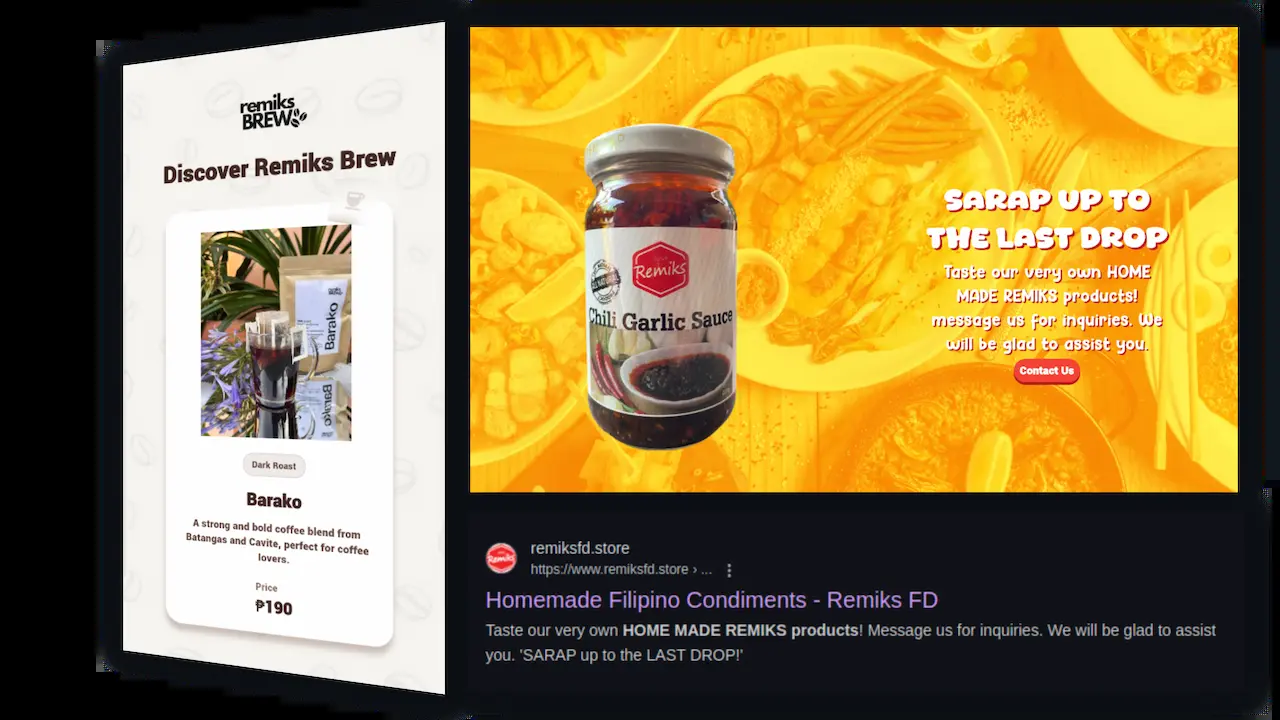 remiks
BREW
Discover Remiks Brew
Barako
Barako
Dark Roast
Barako
A strong and bold coffee blend from
Batangas and Cavite, perfect for coffee
lovers.
Price
₱190
Remiks
Chili Garlic Sauce
SARAP UP TO
THE LAST DROP
Taste our very own HOME
MADE REMIKS products!
message us for inquiries. We
will be glad to assist you.
Contact Us
Remiks
remiksfd.store
https://www.remiksfd.store › ...
Homemade Filipino Condiments - Remiks FD
Taste our very own HOME MADE REMIKS products! Message us for inquiries. We will be glad to assist
you. 'SARAP up to the LAST DROP!'